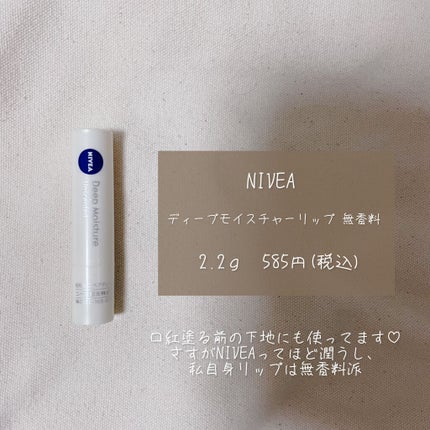 NIVEA
Deep Moisture
NIVEA
ディープモイスチャーリップ 無香料
2.2g 585円(税込)
口紅塗る前の下地にも使ってます♡
さすがNIVEAってほど潤うし、
私自身リップは無香料派